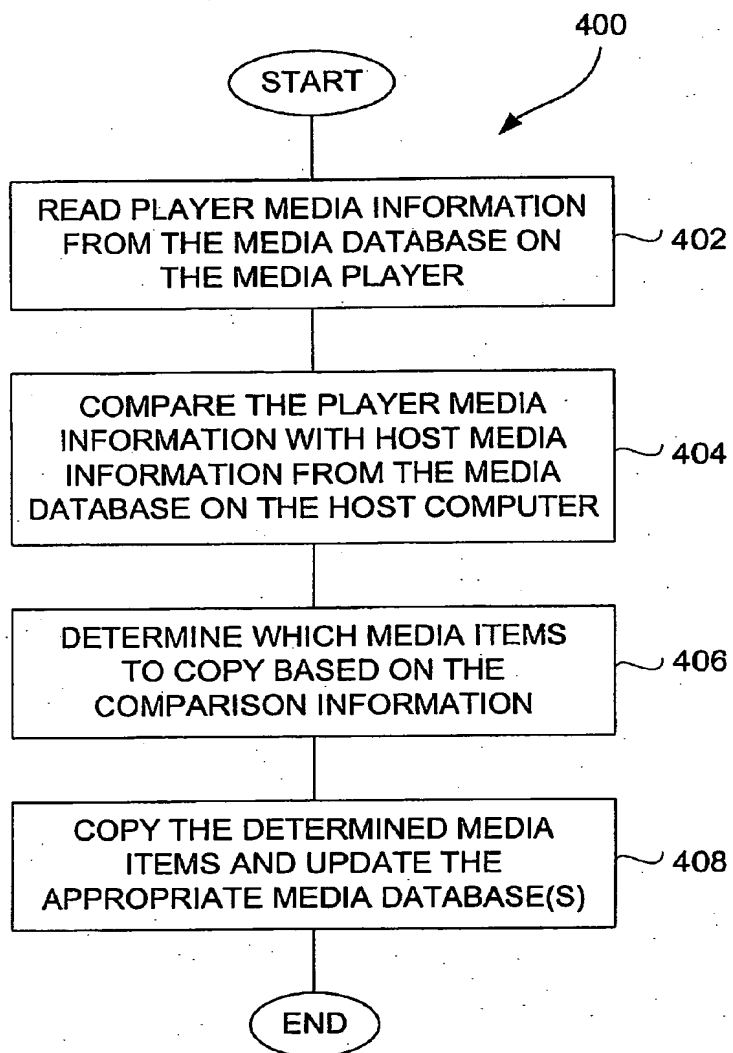 400
START
READ PLAYER MEDIA INFORMATION
FROM THE MEDIA DATABASE ON
THE MEDIA PLAYER
402
COMPARE THE PLAYER MEDIA
INFORMATION WITH HOST MEDIA
INFORMATION FROM THE MEDIA
DATABASE ON THE HOST COMPUTER
404
DETERMINE WHICH MEDIA ITEMS
TO COPY BASED ON THE
COMPARISON INFORMATION
406
COPY THE DETERMINED MEDIA
ITEMS AND UPDATE THE
APPROPRIATE MEDIA DATABASE(S)
408
END